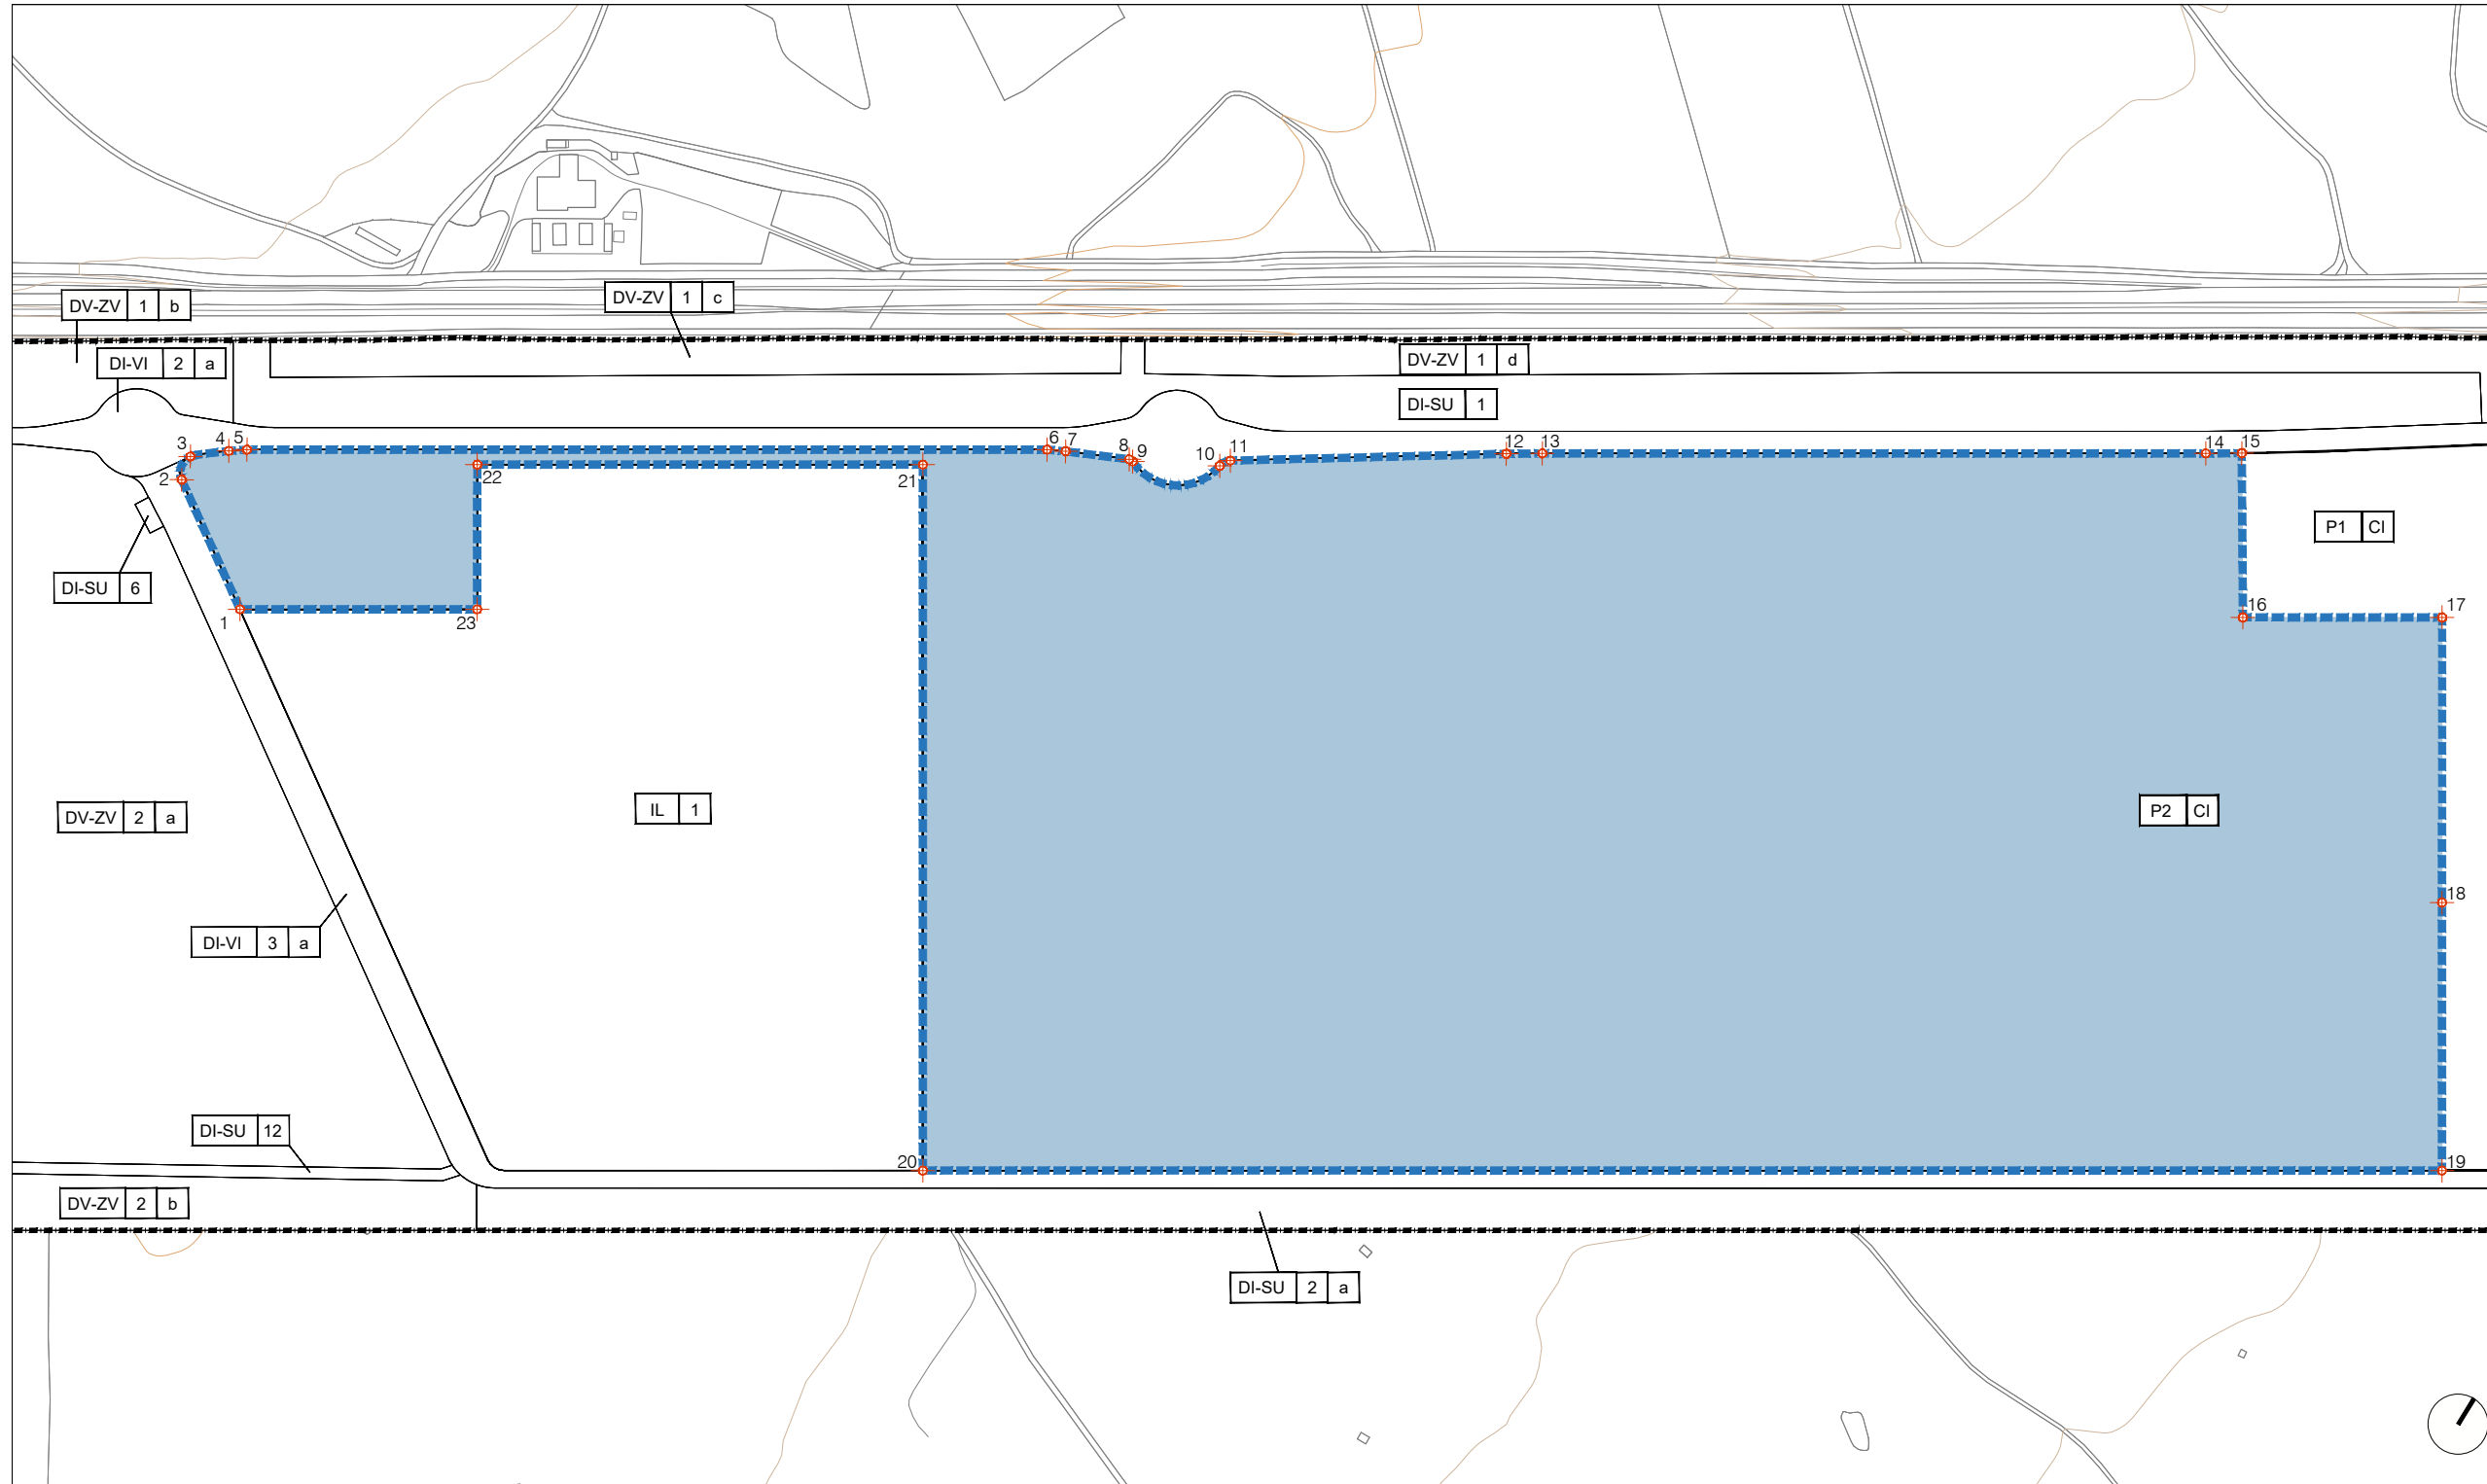 DV-ZV 1 b
DV-ZV 1 c
DI-VI 2 a
DV-ZV 1 d
DI-SU 1
3 4 5 6 7 8 9 10 11 12 13 14 15
2 22 21
P1 CI
DI-SU 6
1 23 16 17
DV-ZV 2 a
IL 1
P2 CI
18
DI-VI 3 a
DI-SU 12
20 19
DV-ZV 2 b
DI-SU 2 a